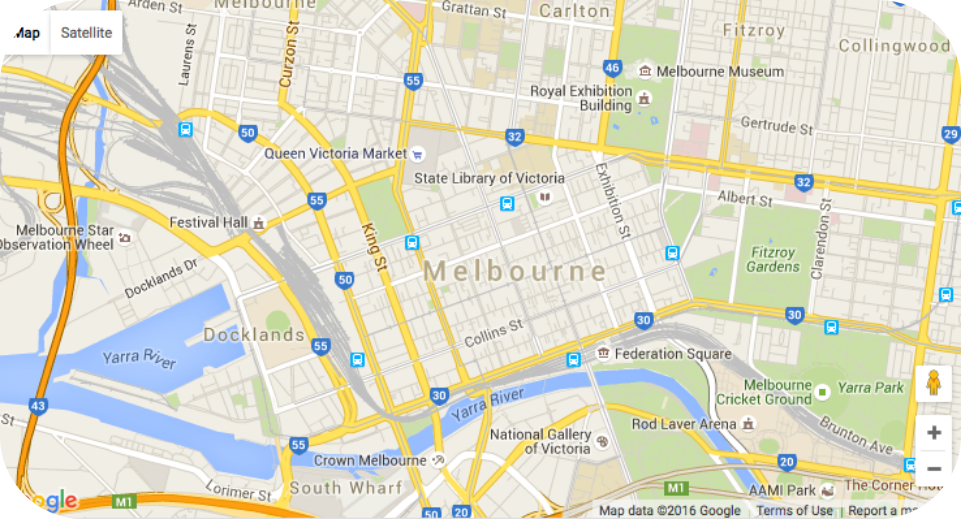 Arden St
Melbourne
Grattan St
Carlton
Fitzroy
Collingwood
Map
Satellite
Laurens St
Curzon St
55
46
Melbourne Museum
Royal Exhibition
Building
Gertrude St
50
32
29
Queen Victoria Market
State Library of Victoria
Exhibition St
32
Albert St
Clarendon St
55
Festival Hall
Melbourne Star
Observation Wheel
King St
Fitzroy
Gardens
Docklands Dr
50
Melbourne
30
30
Docklands
Collins St
55
Yarra River
Federation Square
Melbourne
Cricket Ground
Yarra Park
30
Yarra River
43
St
Rod Laver Arena
Brunton Ave
National Gallery
of Victoria
55
Crown Melbourne
20
+
−
Lorimer St
South Wharf
M1
AAMI Park
The Corner
M1
50
20
Map data ©2016 Google
Terms of Use
Report a